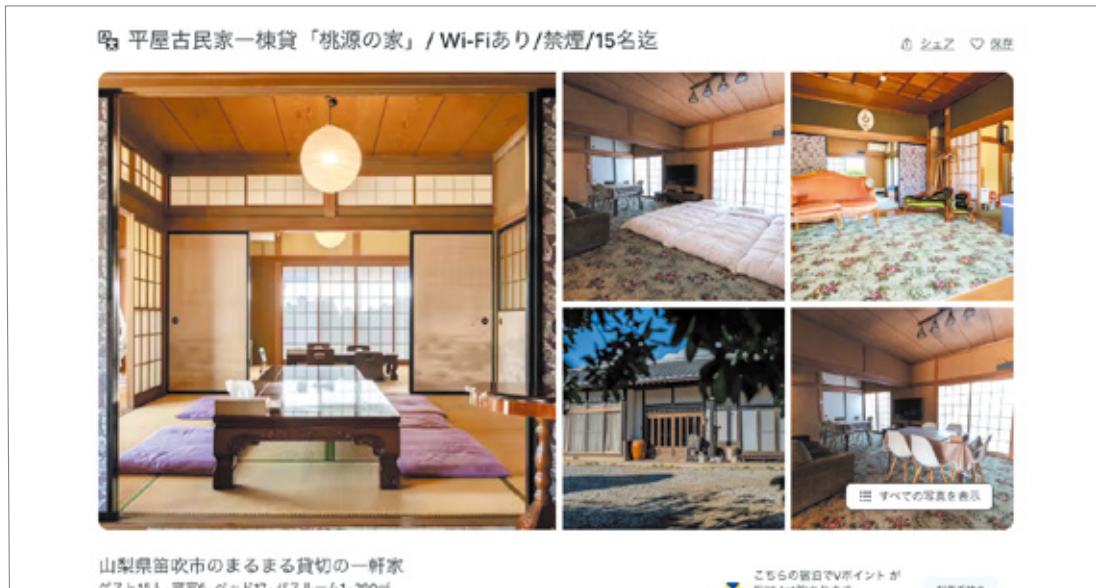 平屋古民家一棟貸「桃源の家」/ Wi-Fiあり/禁煙/15名迄
シェア
保存
すべての写真を表示
山梨県笛吹市のまるまる貸切の一軒家
こちらの宿泊でVポイント が